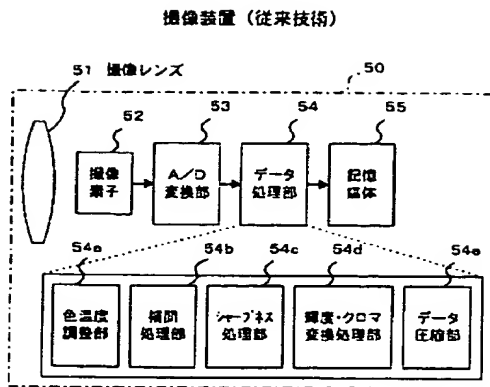 撮像装置（従来技術）
51 撮像レンズ
50
52
53
54
55
撮像
素子
A／D
変換部
データ
処理部
記憶
媒体
54a
54b
54c
54d
54e
色温度
調整部
補間
処理部
シャープネス
処理部
輝度・クロマ
変換処理部
データ
圧縮部